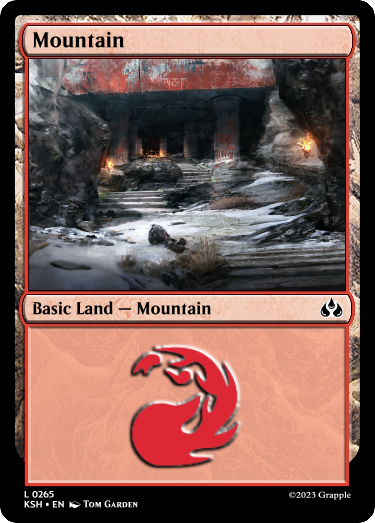 Mountain
Basic Land — Mountain
L 0265
KSH • EN Tom Garden
©2023 Grapple